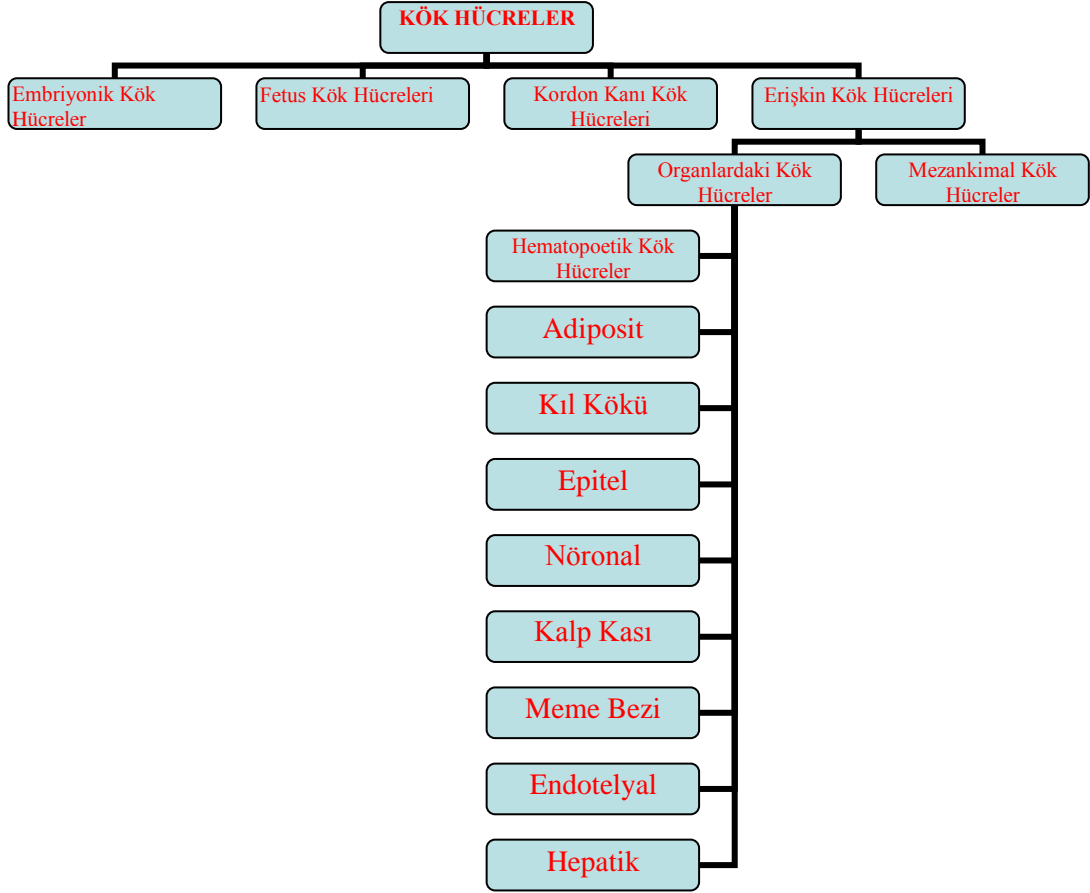 KÖK HÜCRELER
Embriyonik Kök
Hücreler
Fetus Kök Hücreleri
Kordon Kanı Kök
Hücreleri
Erişkin Kök Hücreleri
Organlardaki Kök
Hücreler
Mezankimal Kök
Hücreler
Hematopoetik Kök
Hücreler
Adiposit
Kıl Kökü
Epitel
Nöronal
Kalp Kası
Meme Bezi
Endotelyal
Hepatik